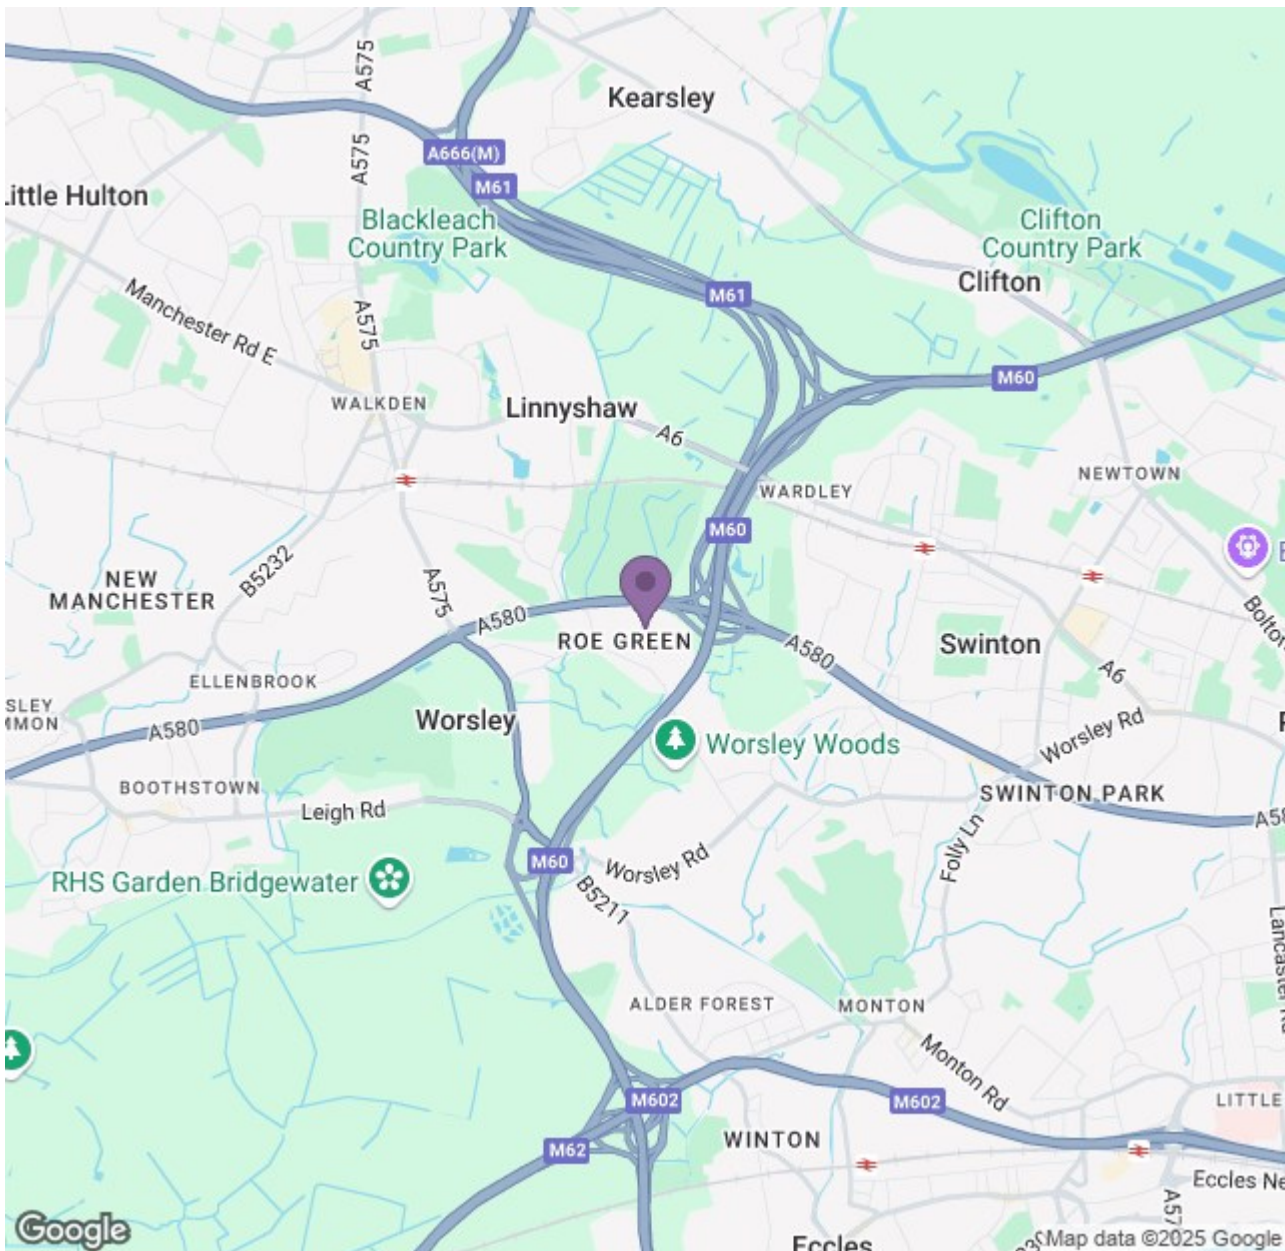 A575
Kearsley
A666(M)
A575
M61
Little Hulton
Blackleach
Country Park
Clifton
Country Park
Clifton
M61
Manchester Rd E
A575
M60
WALKDEN
Linnyshaw
A6
NEWTOWN
WARDLEY
M60
B5232
NEW
MANCHESTER
A575
A580
ROE GREEN
A580
Swinton
A6
ELLENBROOK
Worsley
A580
Worsley Woods
Worsley Rd
BOOTHSTOWN
Leigh Rd
SWINTON PARK
Folly Ln
M60
Worsley Rd
RHS Garden Bridgewater
B5211
ALDER FOREST
MONTON
Monton Rd
M602
M602
LITTLE
M62
WINTON
Eccles
Google
Map data ©2025 Google